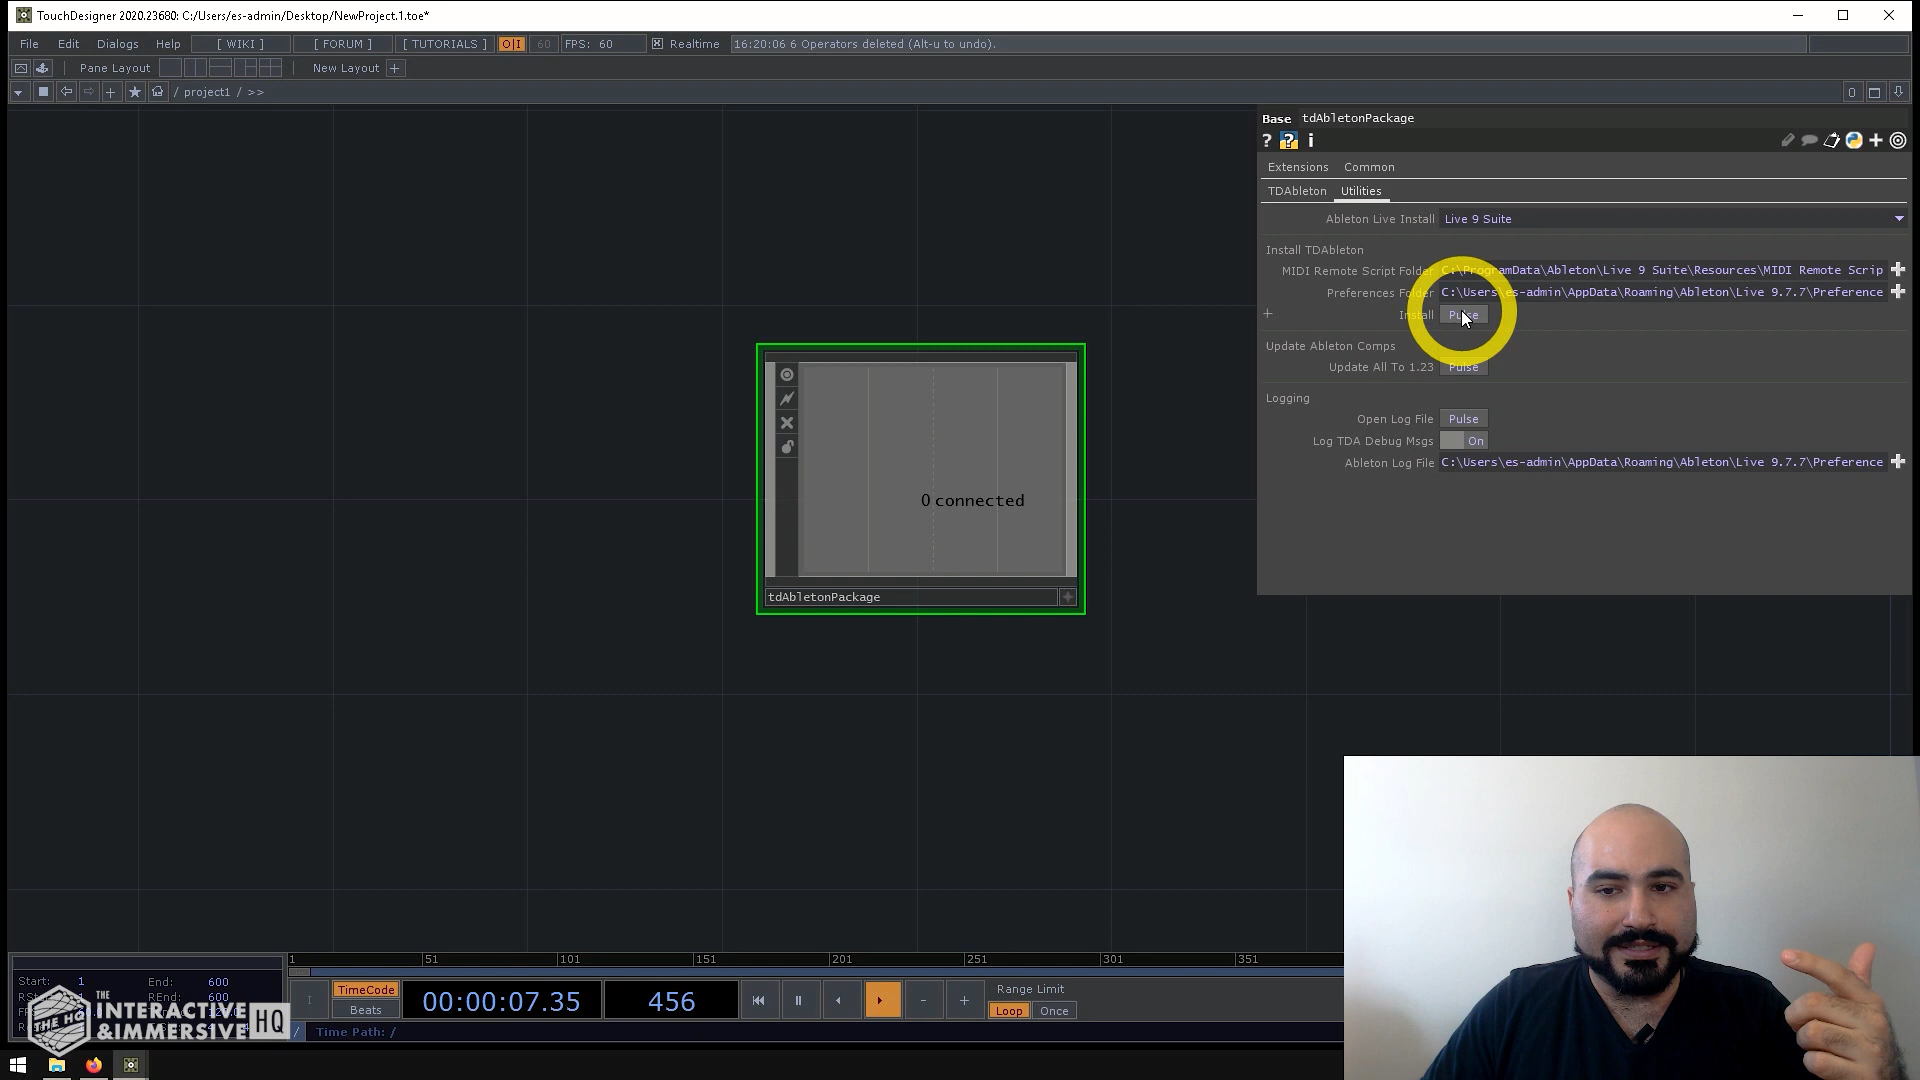 TouchDesigner 2020.23680: C:/Users/es-admin/Desktop/NewProject.1.toe*
File Edit Dialogs Help [ WIKI ] [ FORUM ] [ TUTORIALS ] O|I 60 FPS: 60 Realtime 16:20:06 6 Operators deleted (Alt-u to undo).
Pane Layout New Layout +
/ project1 / >> 0
Base tdAbletonPackage
? ? i
Extensions Common
TDAbleton Utilities
Ableton Live Install Live 9 Suite
Install TDAbleton
MIDI Remote Script Folder C:\ProgramData\Ableton\Live 9 Suite\Resources\MIDI Remote Scrip
Preferences Folder C:\Users\es-admin\AppData\Roaming\Ableton\Live 9.7.7\Preference
+ Install Pulse
Update Ableton Comps
Update All To 1.23 Pulse
Logging
Open Log File Pulse
Log TDA Debug Msgs On
Ableton Log File C:\Users\es-admin\AppData\Roaming\Ableton\Live 9.7.7\Preference
0 connected
tdAbletonPackage
1 51 101 151 201 251 301 351
Start: 1 End: 600
REnd: 600
TimeCode
Beats
00:00:07.35 456
Range Limit
Loop Once
/ Time Path: /
THE HQ
THE
INTERACTIVE
& IMMERSIVE HQ